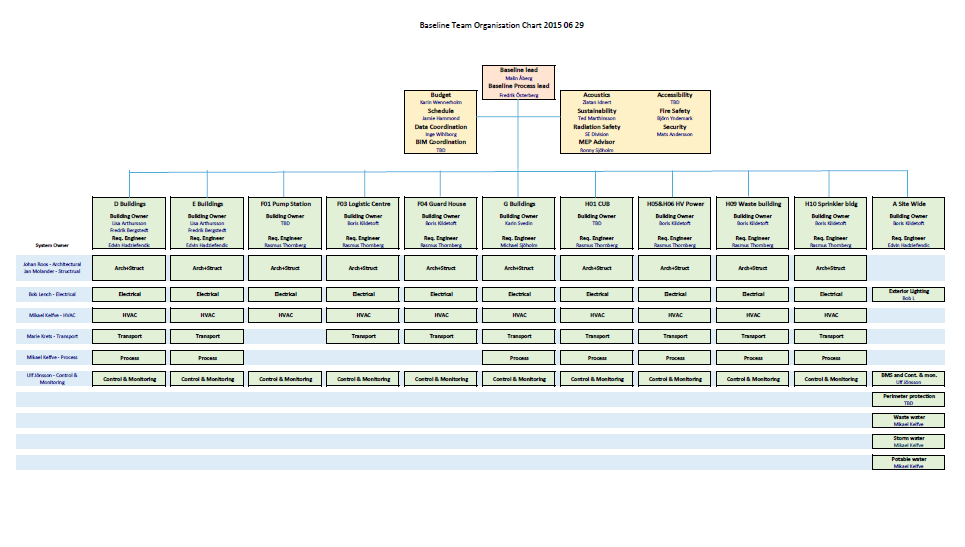 Baseline Team Organisation Chart 2015 06 29
Baseline lead
Malin Åberg
Baseline Process lead
Fredrik Österberg
Budget
Karin Wennerholm
Schedule
Jamie Hammond
Data Coordination
Inge Wihlborg
BIM Coordination
TBD
Acoustics
Zlatan Idnert
Sustainability
Ted Marthinsson
Radiation Safety
SE Division
MEP Advisor
Ronny Sjöholm
Accessibility
TBD
Fire Safety
Björn Yndemark
Security
Mats Andersson
System Owner
D Buildings
Building Owner
Lisa Arthursson
Fredrik Bergstedt
Req. Engineer
Edvin Hadziefendic
E Buildings
Building Owner
Lisa Arthursson
Fredrik Bergstedt
Req. Engineer
Edvin Hadziefendic
F01 Pump Station
Building Owner
TBD
Req. Engineer
Rasmus Thornberg
F03 Logistic Centre
Building Owner
Boris Kildetoft
Req. Engineer
Rasmus Thornberg
F04 Guard House
Building Owner
Boris Kildetoft
Req. Engineer
Rasmus Thornberg
G Buildings
Building Owner
Karin Svedin
Req. Engineer
Michael Sjöholm
H01 CUB
Building Owner
TBD
Req. Engineer
Rasmus Thornberg
H05&H06 HV Power
Building Owner
Boris Kildetoft
Req. Engineer
Rasmus Thornberg
H09 Waste building
Building Owner
Boris Kildetoft
Req. Engineer
Rasmus Thornberg
H10 Sprinkler bldg
Building Owner
Boris Kildetoft
Req. Engineer
Rasmus Thornberg
A Site Wide
Building Owner
Boris Kildetoft
Req. Engineer
Edvin Hadziefendic
Johan Roos - Architectural
Jan Molander - Structrual
Arch+Struct Arch+Struct Arch+Struct Arch+Struct Arch+Struct Arch+Struct Arch+Struct Arch+Struct Arch+Struct Arch+Struct
Bob Lerch - Electrical
Electrical Electrical Electrical Electrical Electrical Electrical Electrical Electrical Electrical Electrical
Exterior Lighting
Bob L
Mikael Kelfve - HVAC
HVAC HVAC HVAC HVAC HVAC HVAC HVAC HVAC HVAC HVAC
Marie Krets - Transport
Transport Transport Transport Transport Transport Transport Transport Transport Transport
Mikael Kelfve - Process
Process Process Process Process Process Process Process
Ulf Jönsson - Control &
Monitoring
Control & Monitoring Control & Monitoring Control & Monitoring Control & Monitoring Control & Monitoring Control & Monitoring Control & Monitoring Control & Monitoring Control & Monitoring Control & Monitoring
BMS and Cont. & mon.
Ulf Jönsson
Perimeter protection
TBD
Waste water
Mikael Kelfve
Storm water
Mikael Kelfve
Potable water
Mikael Kelfve